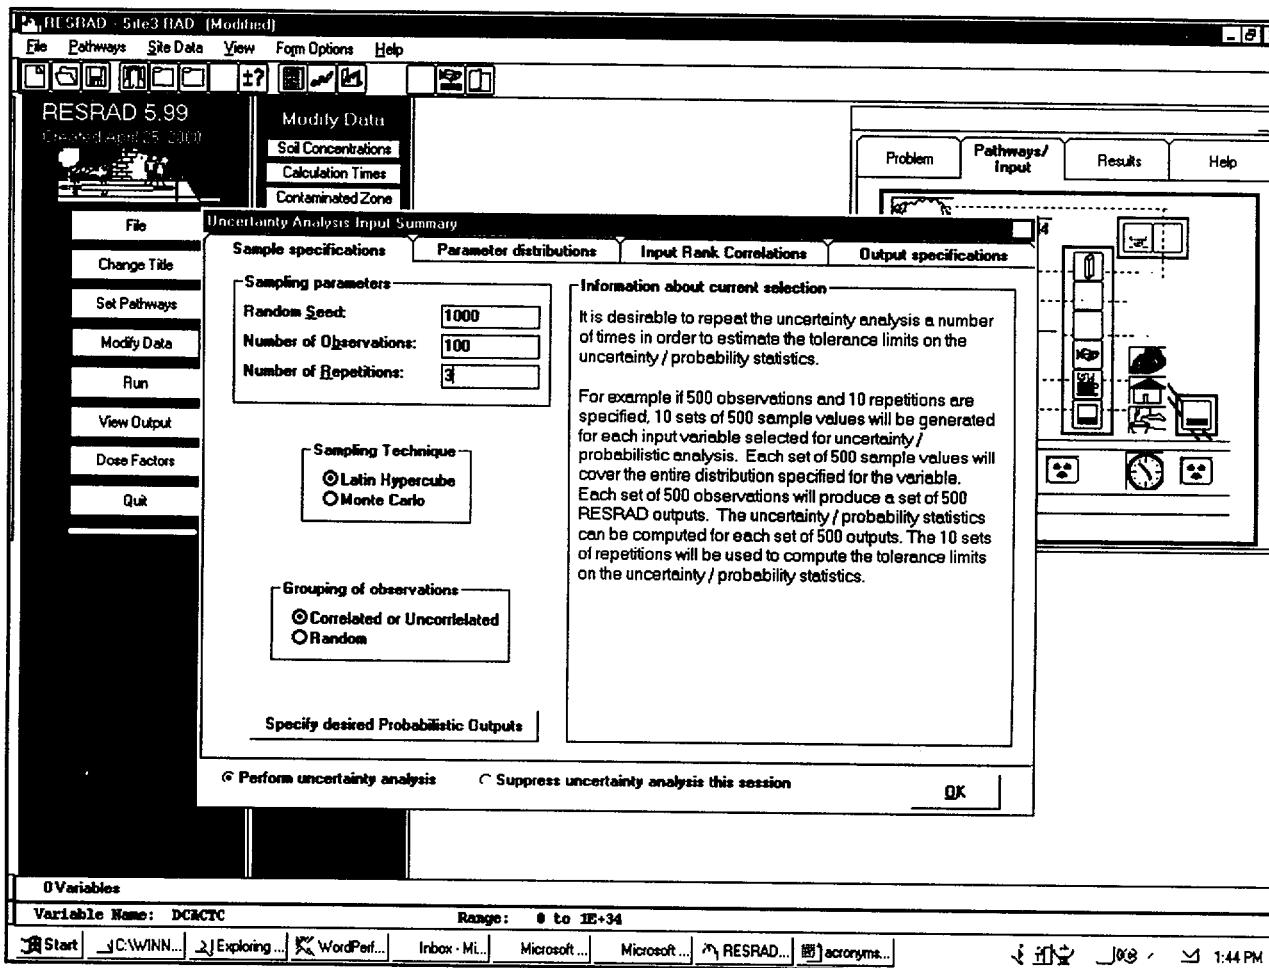 RESRAD - Site3.RAD (Modified)
File Pathways Site Data View Form Options Help
±?
RESRAD 5.99
Created April 25, 2000
Modify Data
Soil Concentrations
Calculation Times
Contaminated Zone
File
Change Title
Set Pathways
Modify Data
Run
View Output
Dose Factors
Quit
Problem
Pathways/
Input
Results
Help
Uncertainty Analysis Input Summary
Sample specifications
Parameter distributions
Input Rank Correlations
Output specifications
Sampling parameters
Random Seed: 1000
Number of Observations: 100
Number of Repetitions: 3
Sampling Technique
Latin Hypercube
Monte Carlo
Grouping of observations
Correlated or Uncorrlelated
Random
Specify desired Probabilistic Outputs
Information about current selection
It is desirable to repeat the uncertainty analysis a number
of times in order to estimate the tolerance limits on the
uncertainty / probability statistics.
For example if 500 observations and 10 repetitions are
specified, 10 sets of 500 sample values will be generated
for each input variable selected for uncertainty /
probabilistic analysis. Each set of 500 sample values will
cover the entire distribution specified for the variable.
Each set of 500 observations will produce a set of 500
RESRAD outputs. The uncertainty / probability statistics
can be computed for each set of 500 outputs. The 10 sets
of repetitions will be used to compute the tolerance limits
on the uncertainty / probability statistics.
Perform uncertainty analysis
Suppress uncertainty analysis this session
OK
0 Variables
Variable Name: DCACTC Range: 0 to 1E+34
Start C:\WINN... Exploring ... WordPerf... Inbox - Mi... Microsoft ... Microsoft ... RESRAD... acronyms... 1:44 PM